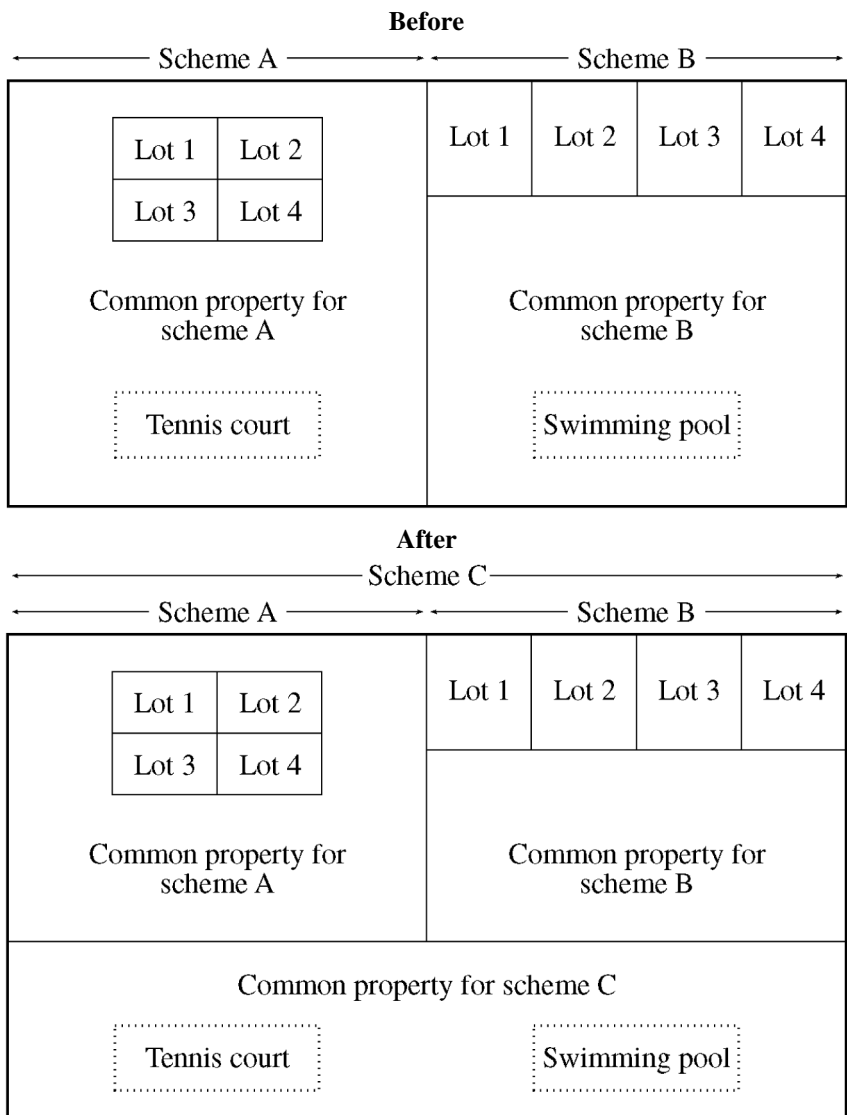 Before
Scheme A Scheme B
Lot 1 Lot 2 Lot 1 Lot 2 Lot 3 Lot 4
Lot 3 Lot 4
Common property for Common property for
scheme A scheme B
Tennis court Swimming pool
After
Scheme C
Scheme A Scheme B
Lot 1 Lot 2 Lot 1 Lot 2 Lot 3 Lot 4
Lot 3 Lot 4
Common property for Common property for
scheme A scheme B
Common property for scheme C
Tennis court Swimming pool